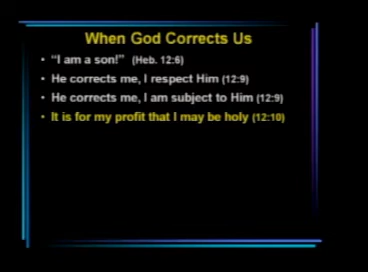 When God Corrects Us
• “I am a son!” (Heb. 12:6)
• He corrects me, I respect Him (12:9)
• He corrects me, I am subject to Him (12:9)
• It is for my profit that I may be holy (12:10)